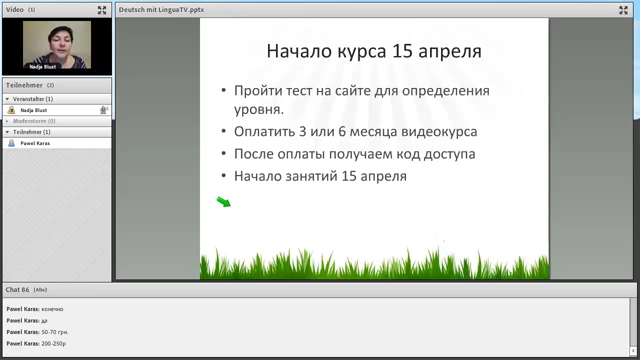 Video (1)
Nadja Blust
Teilnehmer (2)
Veranstalter (1)
Nadja Blust
Moderatoren (0)
Teilnehmer (1)
Pawel Karas
Deutsch mit LinguaTV.pptx
Начало курса 15 апреля
• Пройти тест на сайте для определения
уровня.
• Оплатить 3 или 6 месяца видеокурса
• После оплаты получаем код доступа
• Начало занятий 15 апреля
Chat 86 (Alle)
Pawel Karas: конечно
Pawel Karas: да
Pawel Karas: 50-70 грн.
Pawel Karas: 200-250р